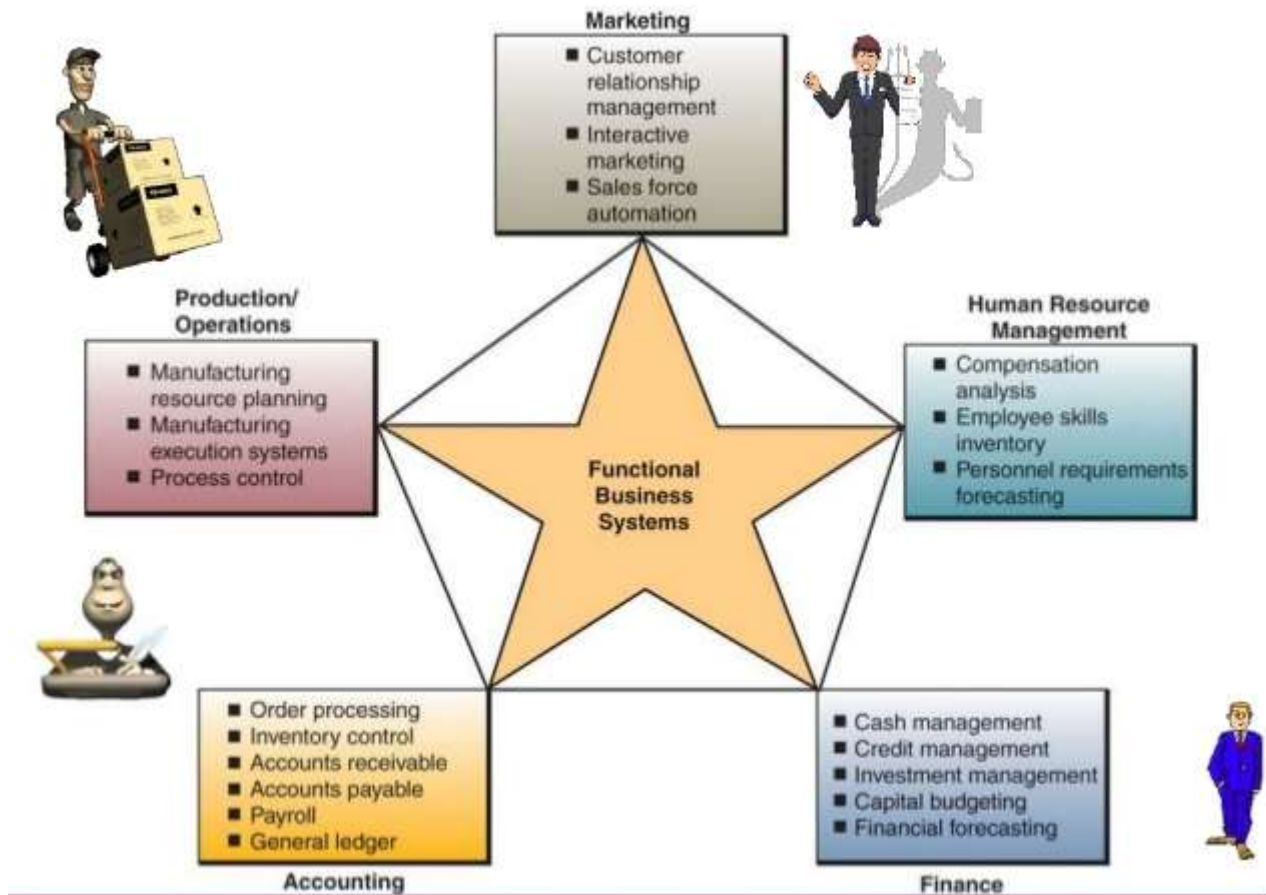 Marketing
■ Customer
relationship
management
■ Interactive
marketing
■ Sales force
automation
Production/
Operations
■ Manufacturing
resource planning
■ Manufacturing
execution systems
■ Process control
Human Resource
Management
■ Compensation
analysis
■ Employee skills
inventory
■ Personnel requirements
forecasting
Functional
Business
Systems
■ Order processing
■ Inventory control
■ Accounts receivable
■ Accounts payable
■ Payroll
■ General ledger
Accounting
■ Cash management
■ Credit management
■ Investment management
■ Capital budgeting
■ Financial forecasting
Finance